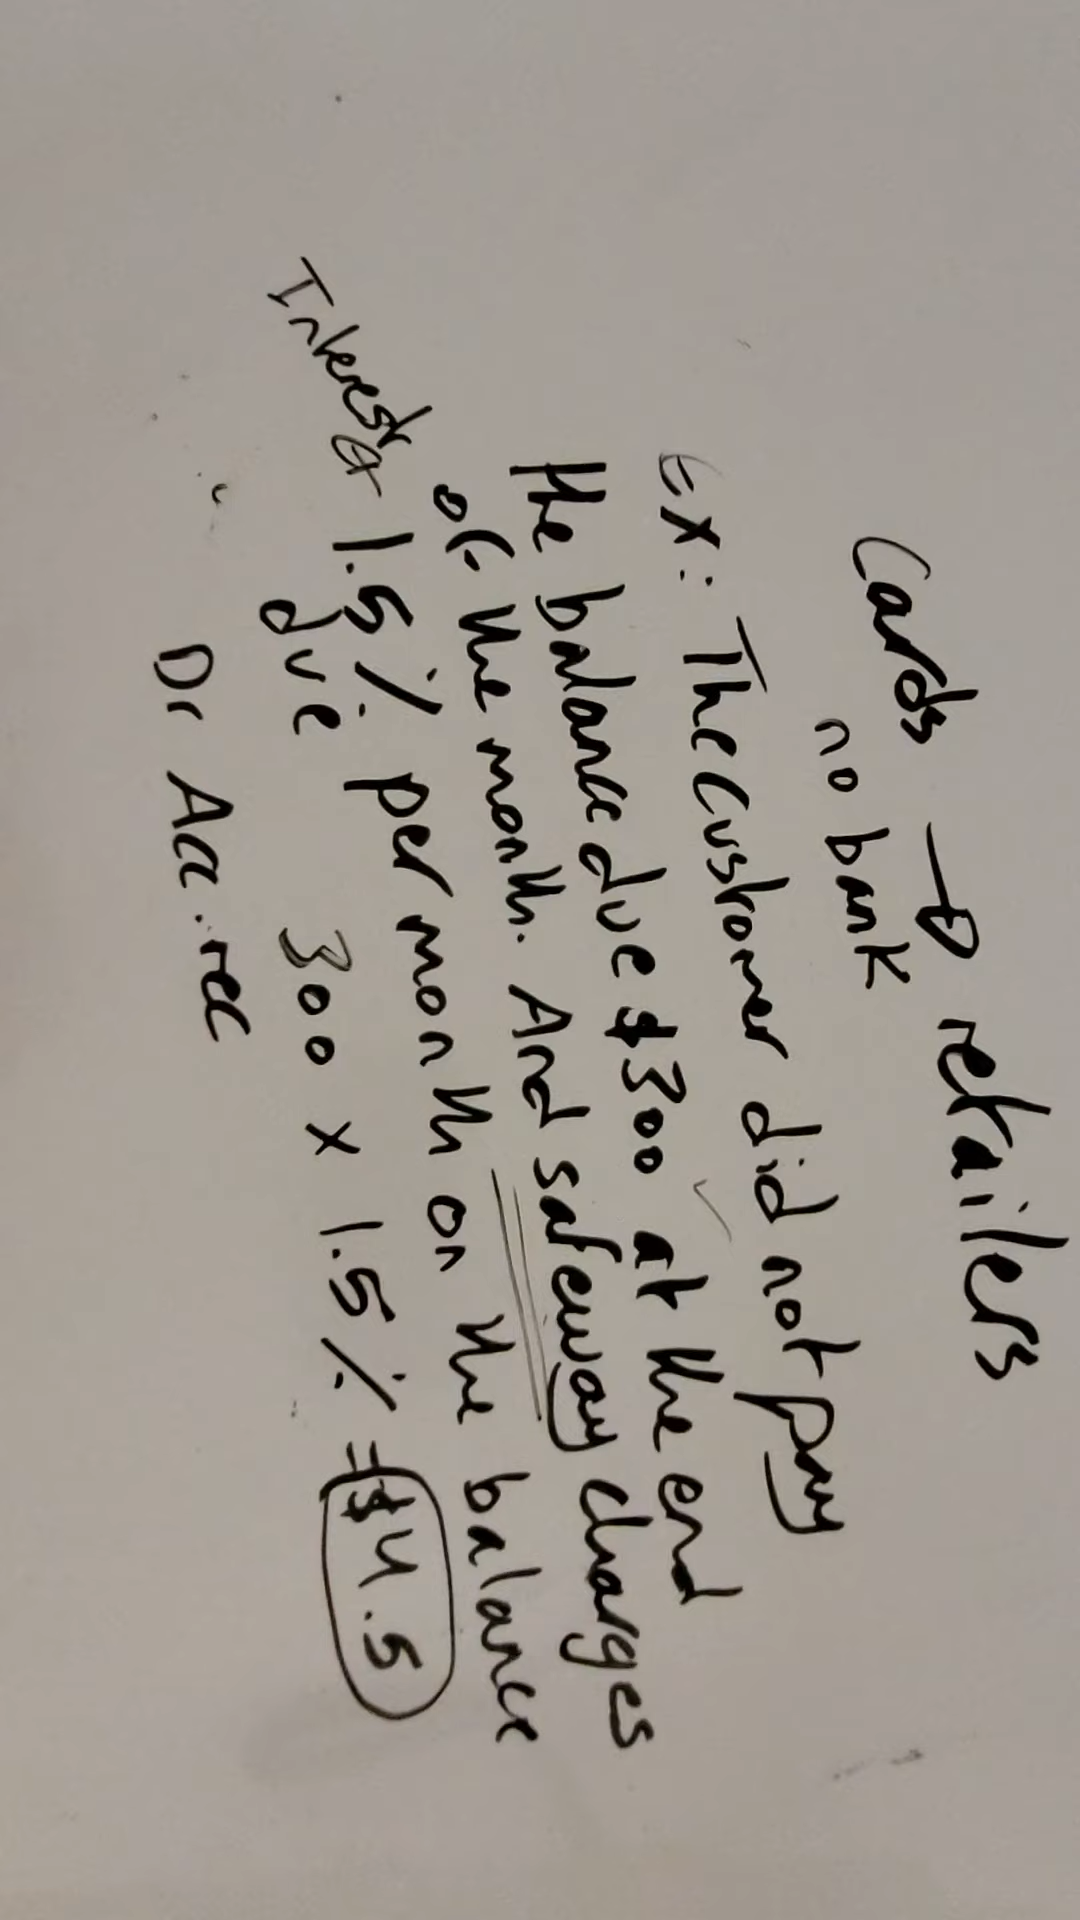 Cards → retailers
no bank
Ex: The customer did not pay
the balance due $300 at the end
of the month. And safeway charges
Interest 1.5% per month on the balance
due 300 x 1.5% = $4.5
Dr Acc.rec